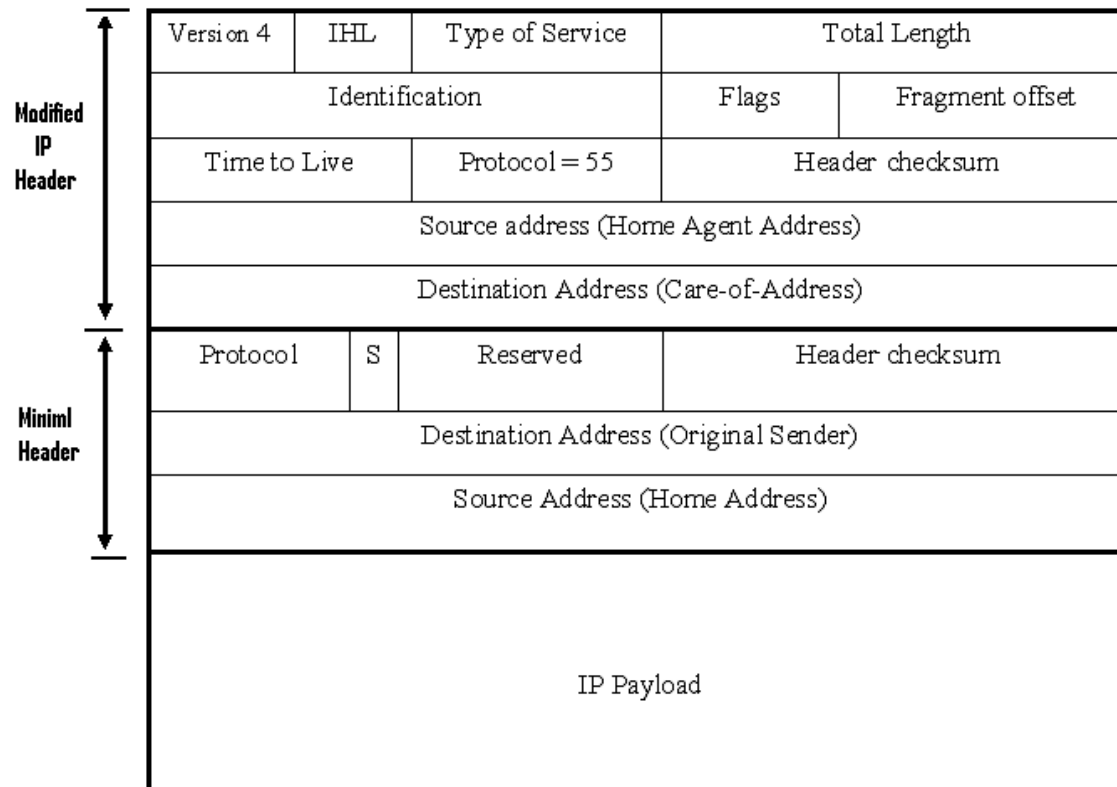 Version 4 IHL Type of Service Total Length
Identification Flags Fragment offset
Modified
IP
Header
Time to Live Protocol = 55 Header checksum
Source address (Home Agent Address)
Destination Address (Care-of-Address)
Protocol S Reserved Header checksum
Miniml
Header
Destination Address (Original Sender)
Source Address (Home Address)
IP Payload